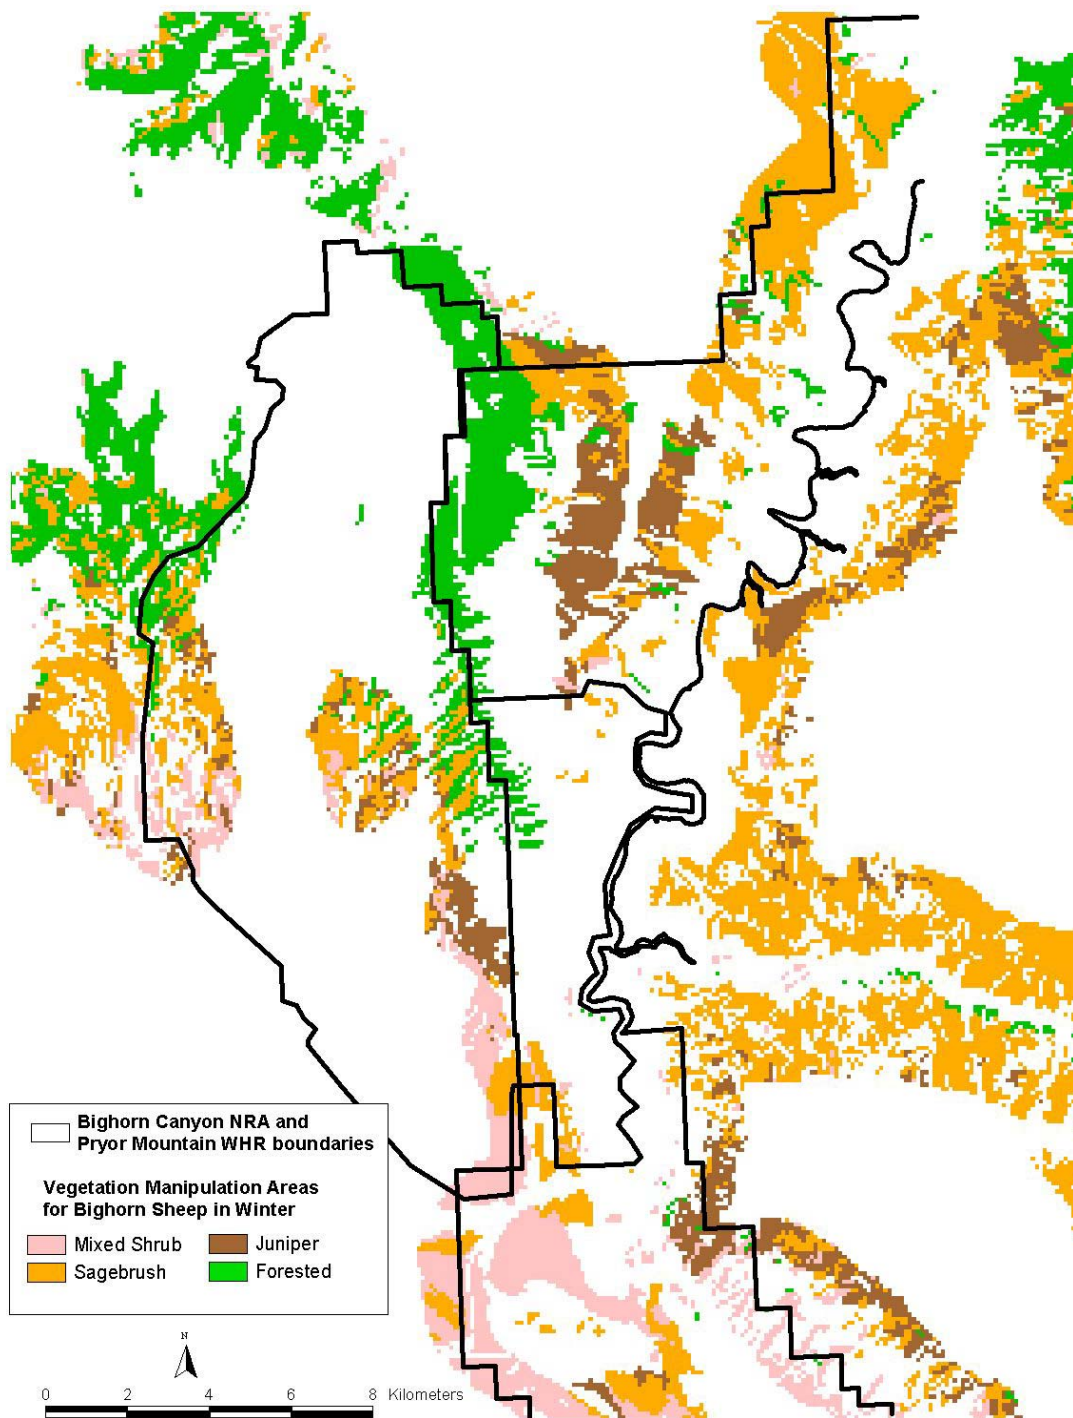 Bighorn Canyon NRA and
Pryor Mountain WHR boundaries
Vegetation Manipulation Areas
for Bighorn Sheep in Winter
Mixed Shrub Juniper
Sagebrush Forested
N
0 2 4 6 8 Kilometers